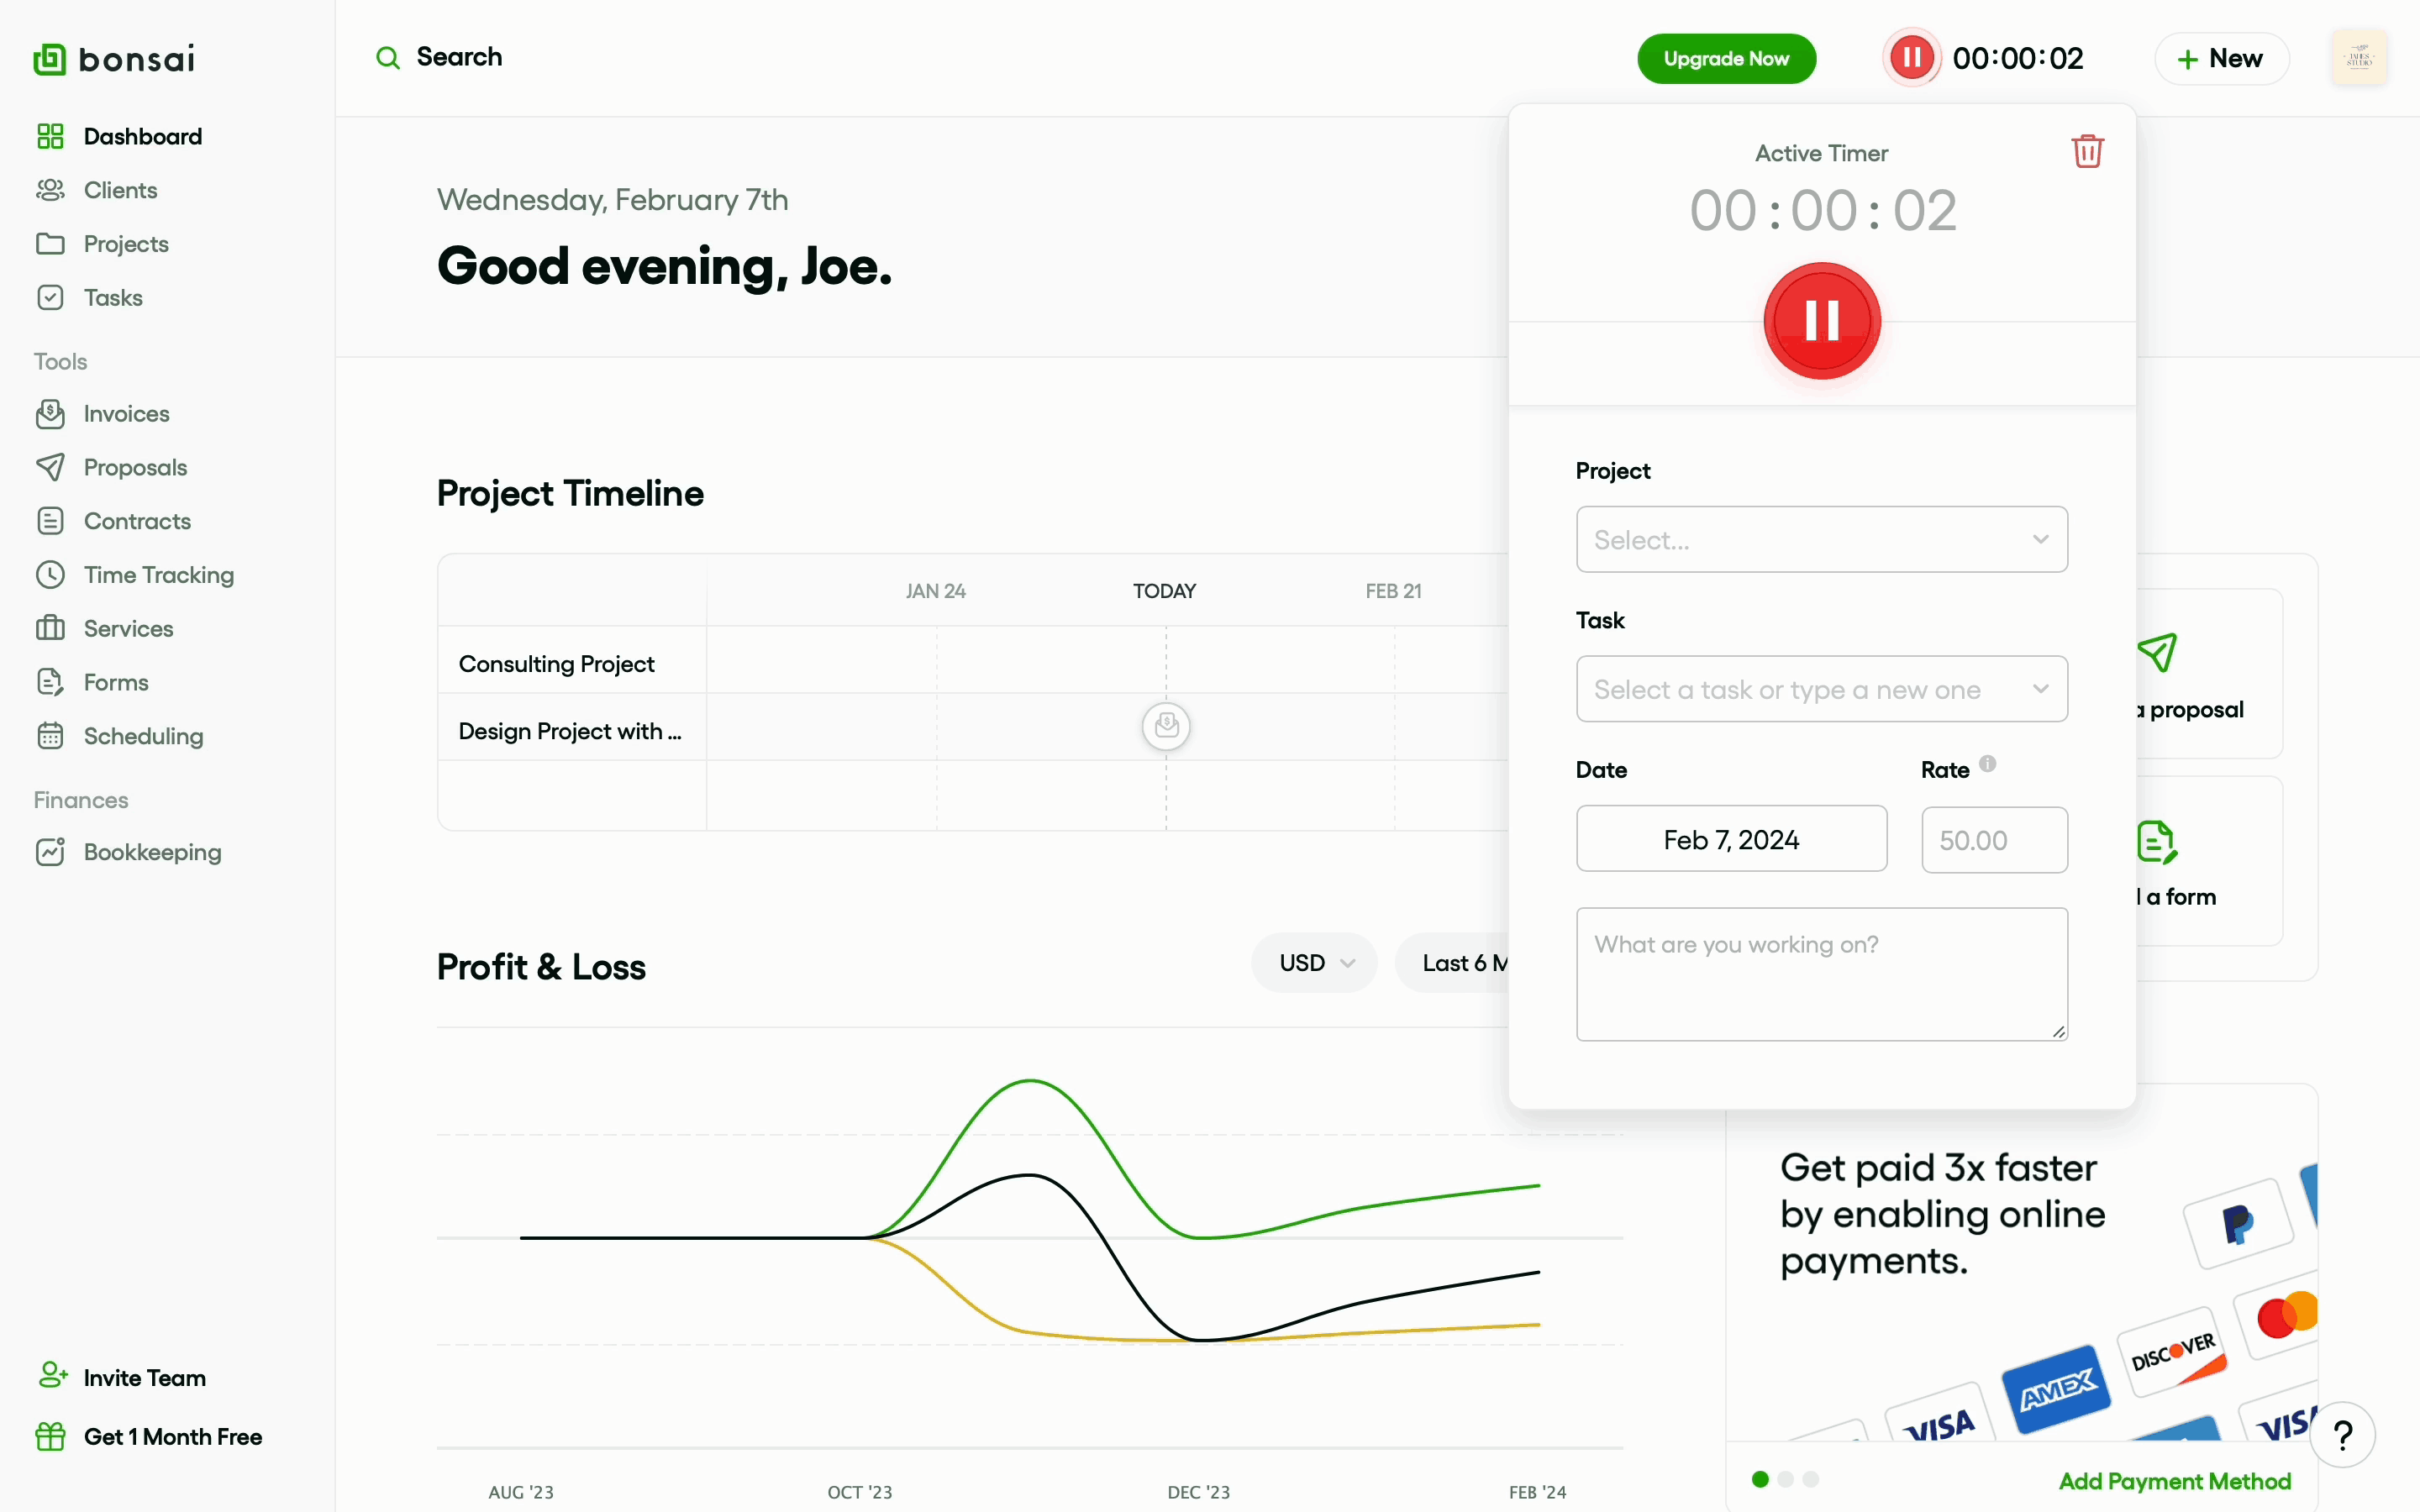 bonsai
Dashboard
Clients
Projects
Tasks
Tools
Invoices
Proposals
Contracts
Time Tracking
Services
Forms
Scheduling
Finances
Bookkeeping
Invite Team
Get 1 Month Free
Search
Upgrade Now
00:00:02
+ New
JAMES
STUDIO
Wednesday, February 7th
Good evening, Joe.
Active Timer
00:00:02
Project
Select...
Task
Select a task or type a new one
Date
Rate
Feb 7, 2024
50.00
What are you working on?
Project Timeline
JAN 24
TODAY
FEB 21
Consulting Project
Design Project with ...
a proposal
a form
Profit & Loss
USD
Last 6 M
AUG '23
OCT '23
DEC '23
FEB '24
Get paid 3x faster
by enabling online
payments.
DISCOVER
AMEX
VISA
VISA
?
Add Payment Method